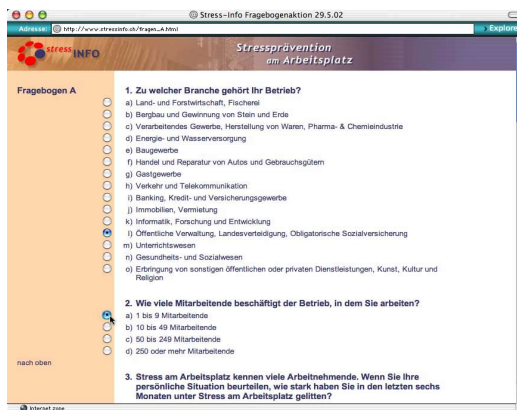 Stress-Info Fragebogenaktion 29.5.02
Adresse: http://www.stressinfo.ch/fragen_A.html
Explore
stress INFO
Stressprävention
am Arbeitsplatz
Fragebogen A
1. Zu welcher Branche gehört Ihr Betrieb?
a) Land- und Forstwirtschaft, Fischerei
b) Bergbau und Gewinnung von Stein und Erde
c) Verarbeitendes Gewerbe, Herstellung von Waren, Pharma- & Chemieindustrie
d) Energie- und Wasserversorgung
e) Baugewerbe
f) Handel und Reparatur von Autos und Gebrauchsgütern
g) Gastgewerbe
h) Verkehr und Telekommunikation
i) Banking, Kredit- und Versicherungsgewerbe
j) Immobilien, Vermietung
k) Informatik, Forschung und Entwicklung
l) Öffentliche Verwaltung, Landesverteidigung, Obligatorische Sozialversicherung
m) Unterrichtswesen
n) Gesundheits- und Sozialwesen
o) Erbringung von sonstigen öffentlichen oder privaten Dienstleistungen, Kunst, Kultur und
Religion
2. Wie viele Mitarbeitende beschäftigt der Betrieb, in dem Sie arbeiten?
a) 1 bis 9 Mitarbeitende
b) 10 bis 49 Mitarbeitende
c) 50 bis 249 Mitarbeitende
d) 250 oder mehr Mitarbeitende
nach oben
3. Stress am Arbeitsplatz kennen viele Arbeitnehmende. Wenn Sie Ihre
persönliche Situation beurteilen, wie stark haben Sie in den letzten sechs
Monaten unter Stress am Arbeitsplatz gelitten?
Internet zone